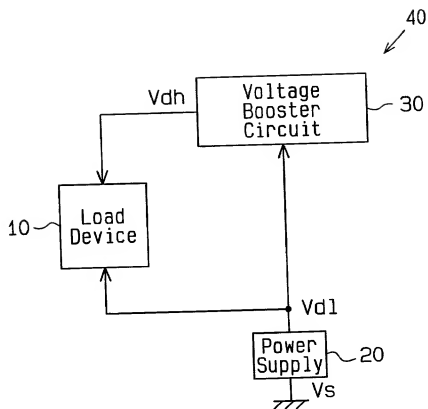 40
Vdh
Voltage
Booster
Circuit
30
10
Load
Device
Vdl
Power
Supply
20
Vs